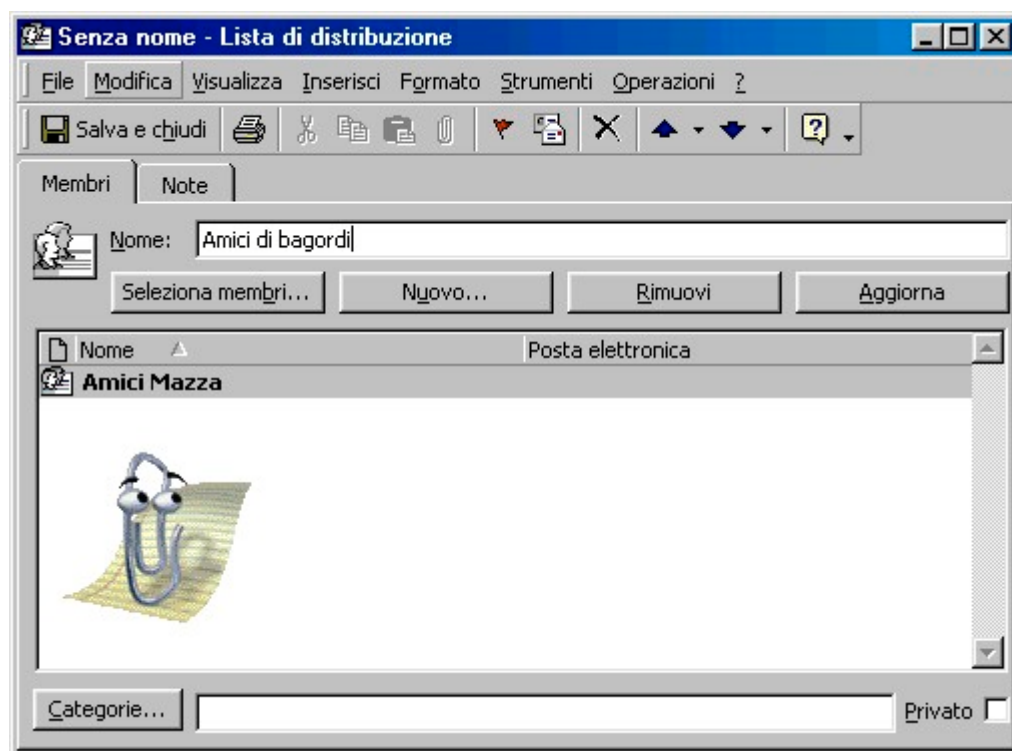 Senza nome - Lista di distribuzione
File Modifica Visualizza Inserisci Formato Strumenti Operazioni ?
Salva e chiudi
Membri Note
Nome: Amici di bagordi
Seleziona membri... Nuovo... Rimuovi Aggiorna
Nome Posta elettronica
Amici Mazza
Categorie... Privato